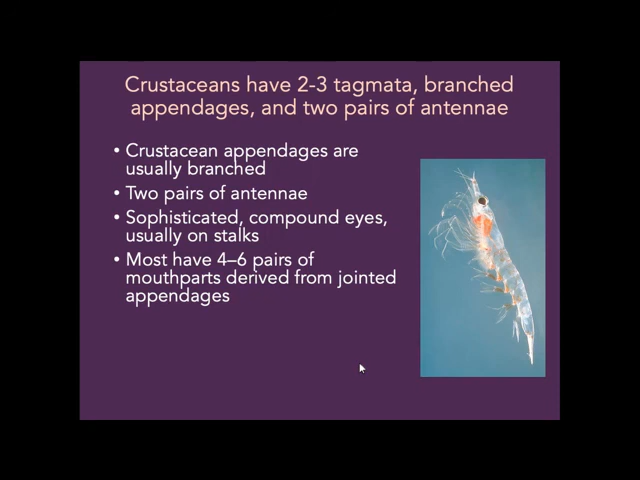 Crustaceans have 2-3 tagmata, branched
appendages, and two pairs of antennae
• Crustacean appendages are
usually branched
• Two pairs of antennae
• Sophisticated, compound eyes,
usually on stalks
• Most have 4–6 pairs of
mouthparts derived from jointed
appendages